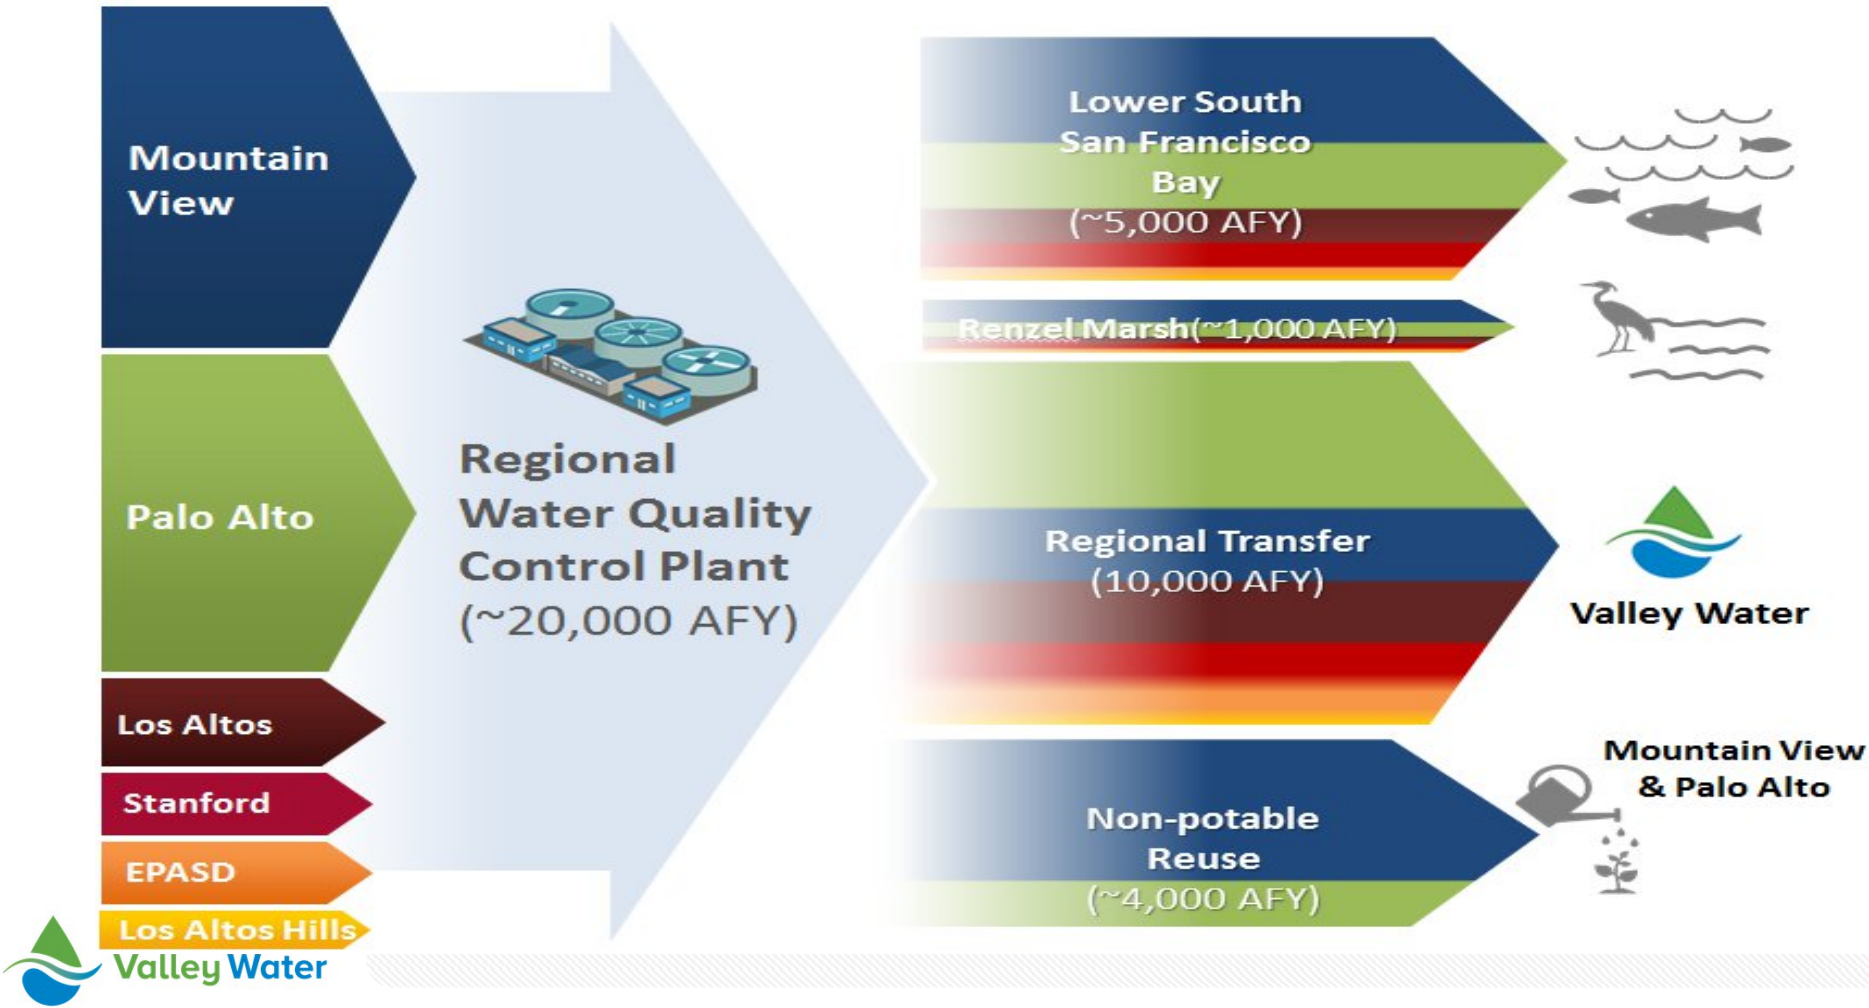 Mountain
View
Palo Alto
Los Altos
Stanford
EPASD
Los Altos Hills
Regional
Water Quality
Control Plant
(~20,000 AFY)
Lower South
San Francisco
Bay
(~5,000 AFY)
Renzel Marsh(~1,000 AFY)
Regional Transfer
(10,000 AFY)
Valley Water
Non-potable
Reuse
(~4,000 AFY)
Mountain View
& Palo Alto
Valley Water